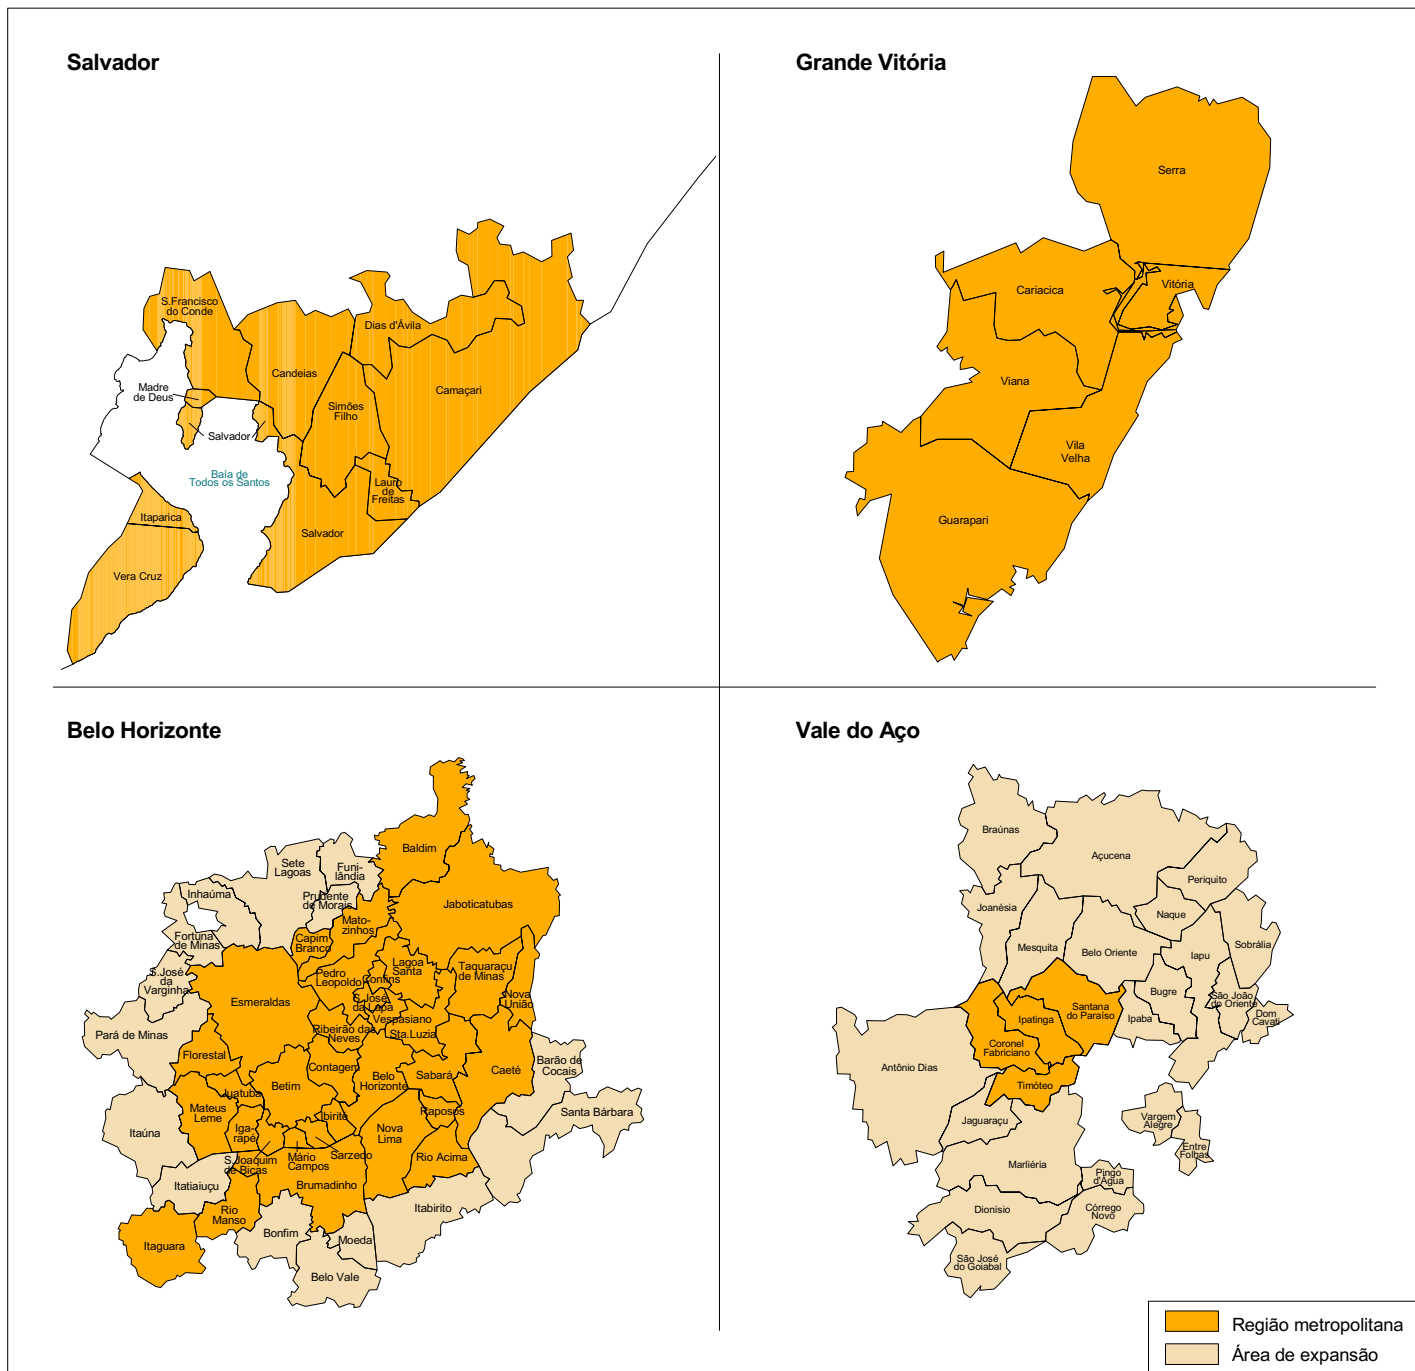 Salvador
S.Francisco
do Conde
Dias d'Ávila
Candeias
Camaçari
Madre
de Deus
Simões
Filho
Salvador
Baía de
Todos os Santos
Lauro
de
Freitas
Itaparica
Salvador
Vera Cruz
Grande Vitória
Serra
Cariacica
Vitória
Viana
Vila
Velha
Guarapari
Belo Horizonte
Baldim
Sete
Lagoas
Funi-
lândia
Inhaúma
Prudente
de Morais
Jaboticatubas
Mato-
zinhos
Fortuna
de Minas
Capim
Branco
Lagoa
Santa
Taquaraçu
de Minas
S.José
da
Varginha
Pedro
Leopoldo
Confins
Esmeraldas
S.José
da Lapa
Nova
União
Vespasiano
Pará de Minas
Ribeirão das
Neves
Sta.Luzia
Florestal
Contagem
Barão de
Cocais
Betim
Belo
Horizonte
Sabará
Caeté
Juatuba
Mateus
Leme
Ibirité
Raposos
Santa Bárbara
Itaúna
Iga-
rapé
Nova
Lima
S.Joaquim
de Bicas
Mário
Campos
Sarzedo
Rio Acima
Itatiaiuçu
Brumadinho
Rio
Manso
Itabirito
Bonfim
Moeda
Itaguara
Belo Vale
Vale do Aço
Braúnas
Açucena
Periquito
Joanésia
Naque
Mesquita
Belo Oriente
Sobrália
Iapu
Bugre
São João
do Oriente
Santana
do Paraíso
Ipatinga
Ipaba
Dom
Cavati
Coronel
Fabriciano
Antônio Dias
Timóteo
Jaguaraçu
Vargem
Alegre
Entre
Folhas
Marliéria
Pingo
d'Água
Dionísio
Córrego
Novo
São José
do Goiabal
Região metropolitana
Área de expansão